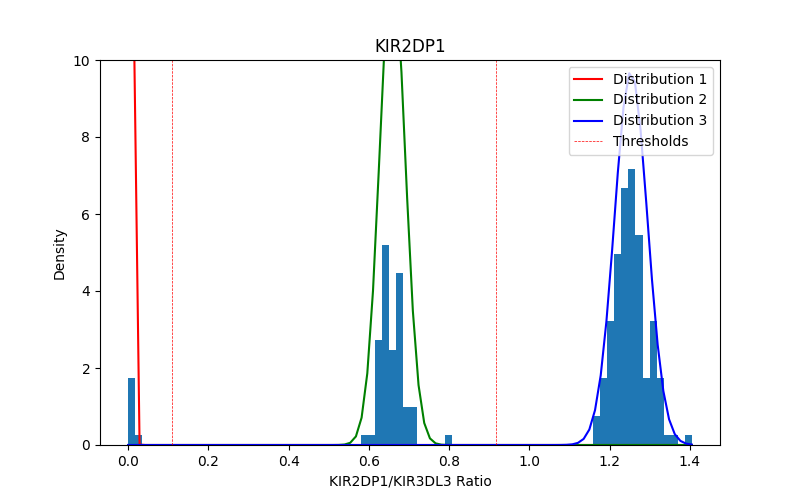 KIR2DP1
Distribution 1
Distribution 2
Distribution 3
Thresholds
Density
10
8
6
4
2
0
0.0 0.2 0.4 0.6 0.8 1.0 1.2 1.4
KIR2DP1/KIR3DL3 Ratio